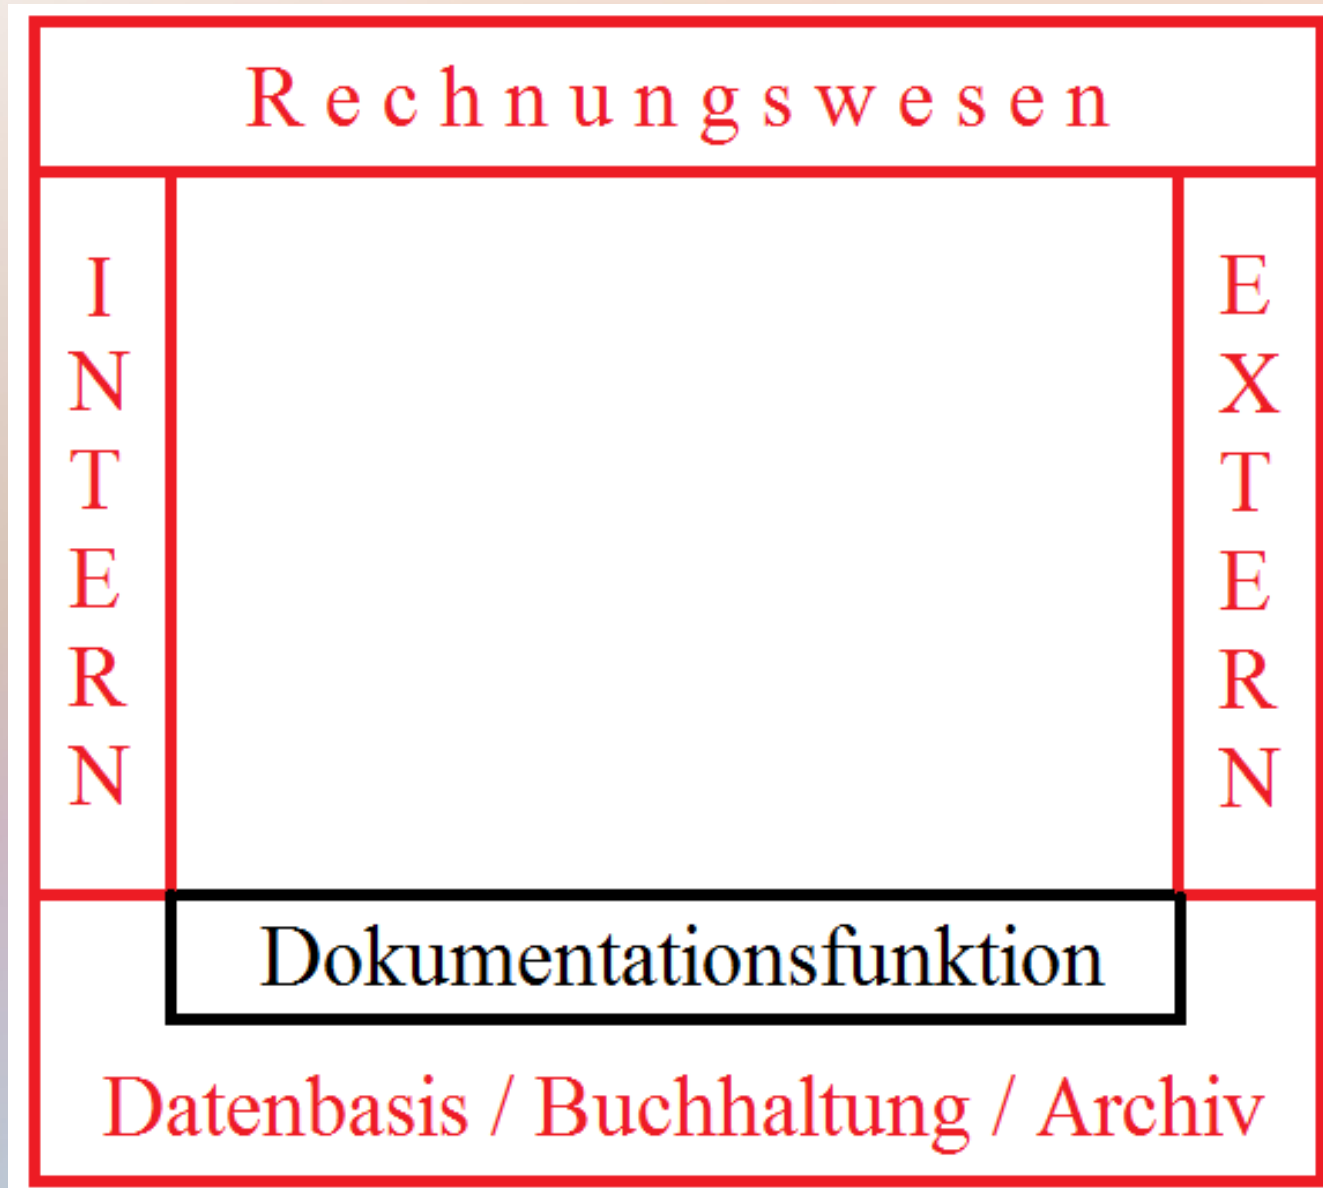 Rechnungswesen
INTERN
EXTERN
Dokumentationsfunktion
Datenbasis / Buchhaltung / Archiv